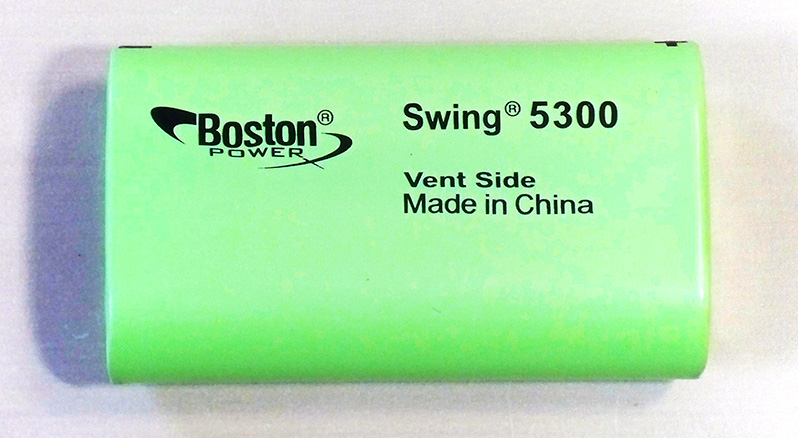 Boston®
POWER
Swing® 5300
Vent Side
Made in China